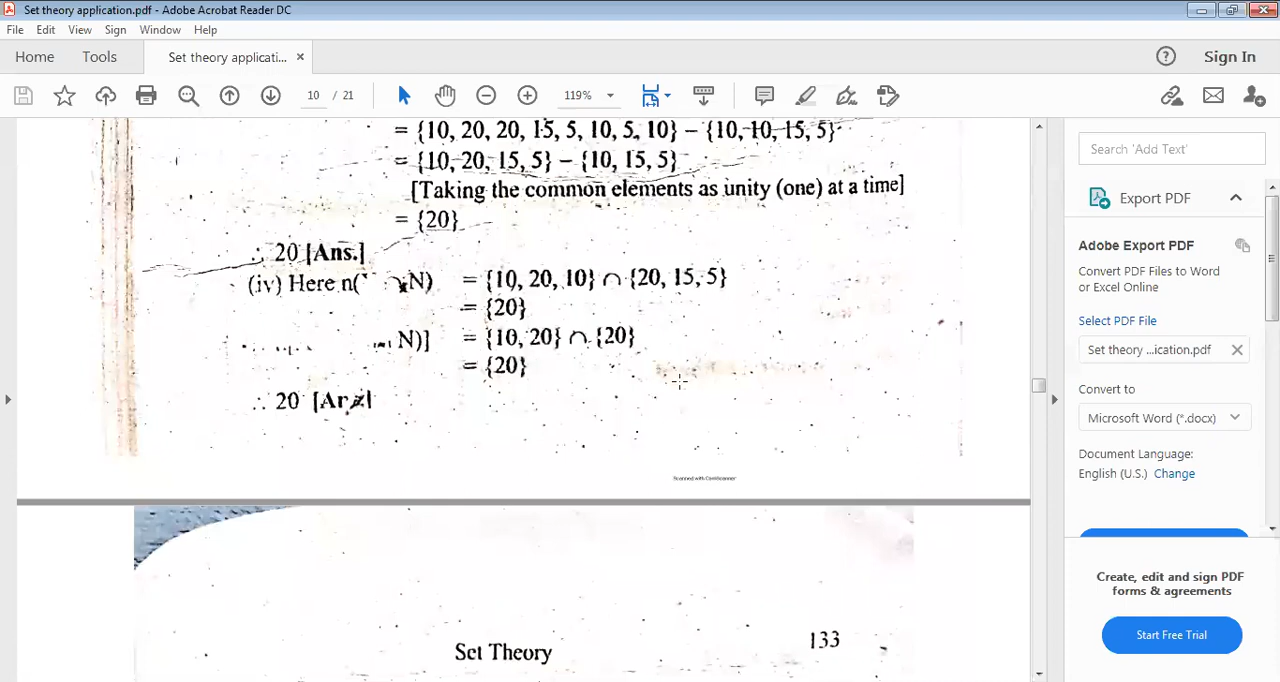 Set theory application.pdf - Adobe Acrobat Reader DC
File Edit View Sign Window Help
Home Tools Set theory applicati... × Sign In
10 / 21 119%
= {10, 20, 20, 15, 5, 10, 5, 10} − {10, 10, 15, 5}
= {10, 20, 15, 5} − {10, 15, 5}
[Taking the common elements as unity (one) at a time]
= {20}
∴ 20 [Ans.]
(iv) Here n( N) = {10, 20, 10} ∩ {20, 15, 5}
= {20}
N)] = {10, 20} ∩ {20}
= {20}
∴ 20
Scanned with CamScanner
Set Theory 133
Search 'Add Text'
Export PDF
Adobe Export PDF
Convert PDF Files to Word
or Excel Online
Select PDF File
Set theory ...ication.pdf ×
Convert to
Microsoft Word (*.docx)
Document Language:
English (U.S.) Change
Create, edit and sign PDF
forms & agreements
Start Free Trial